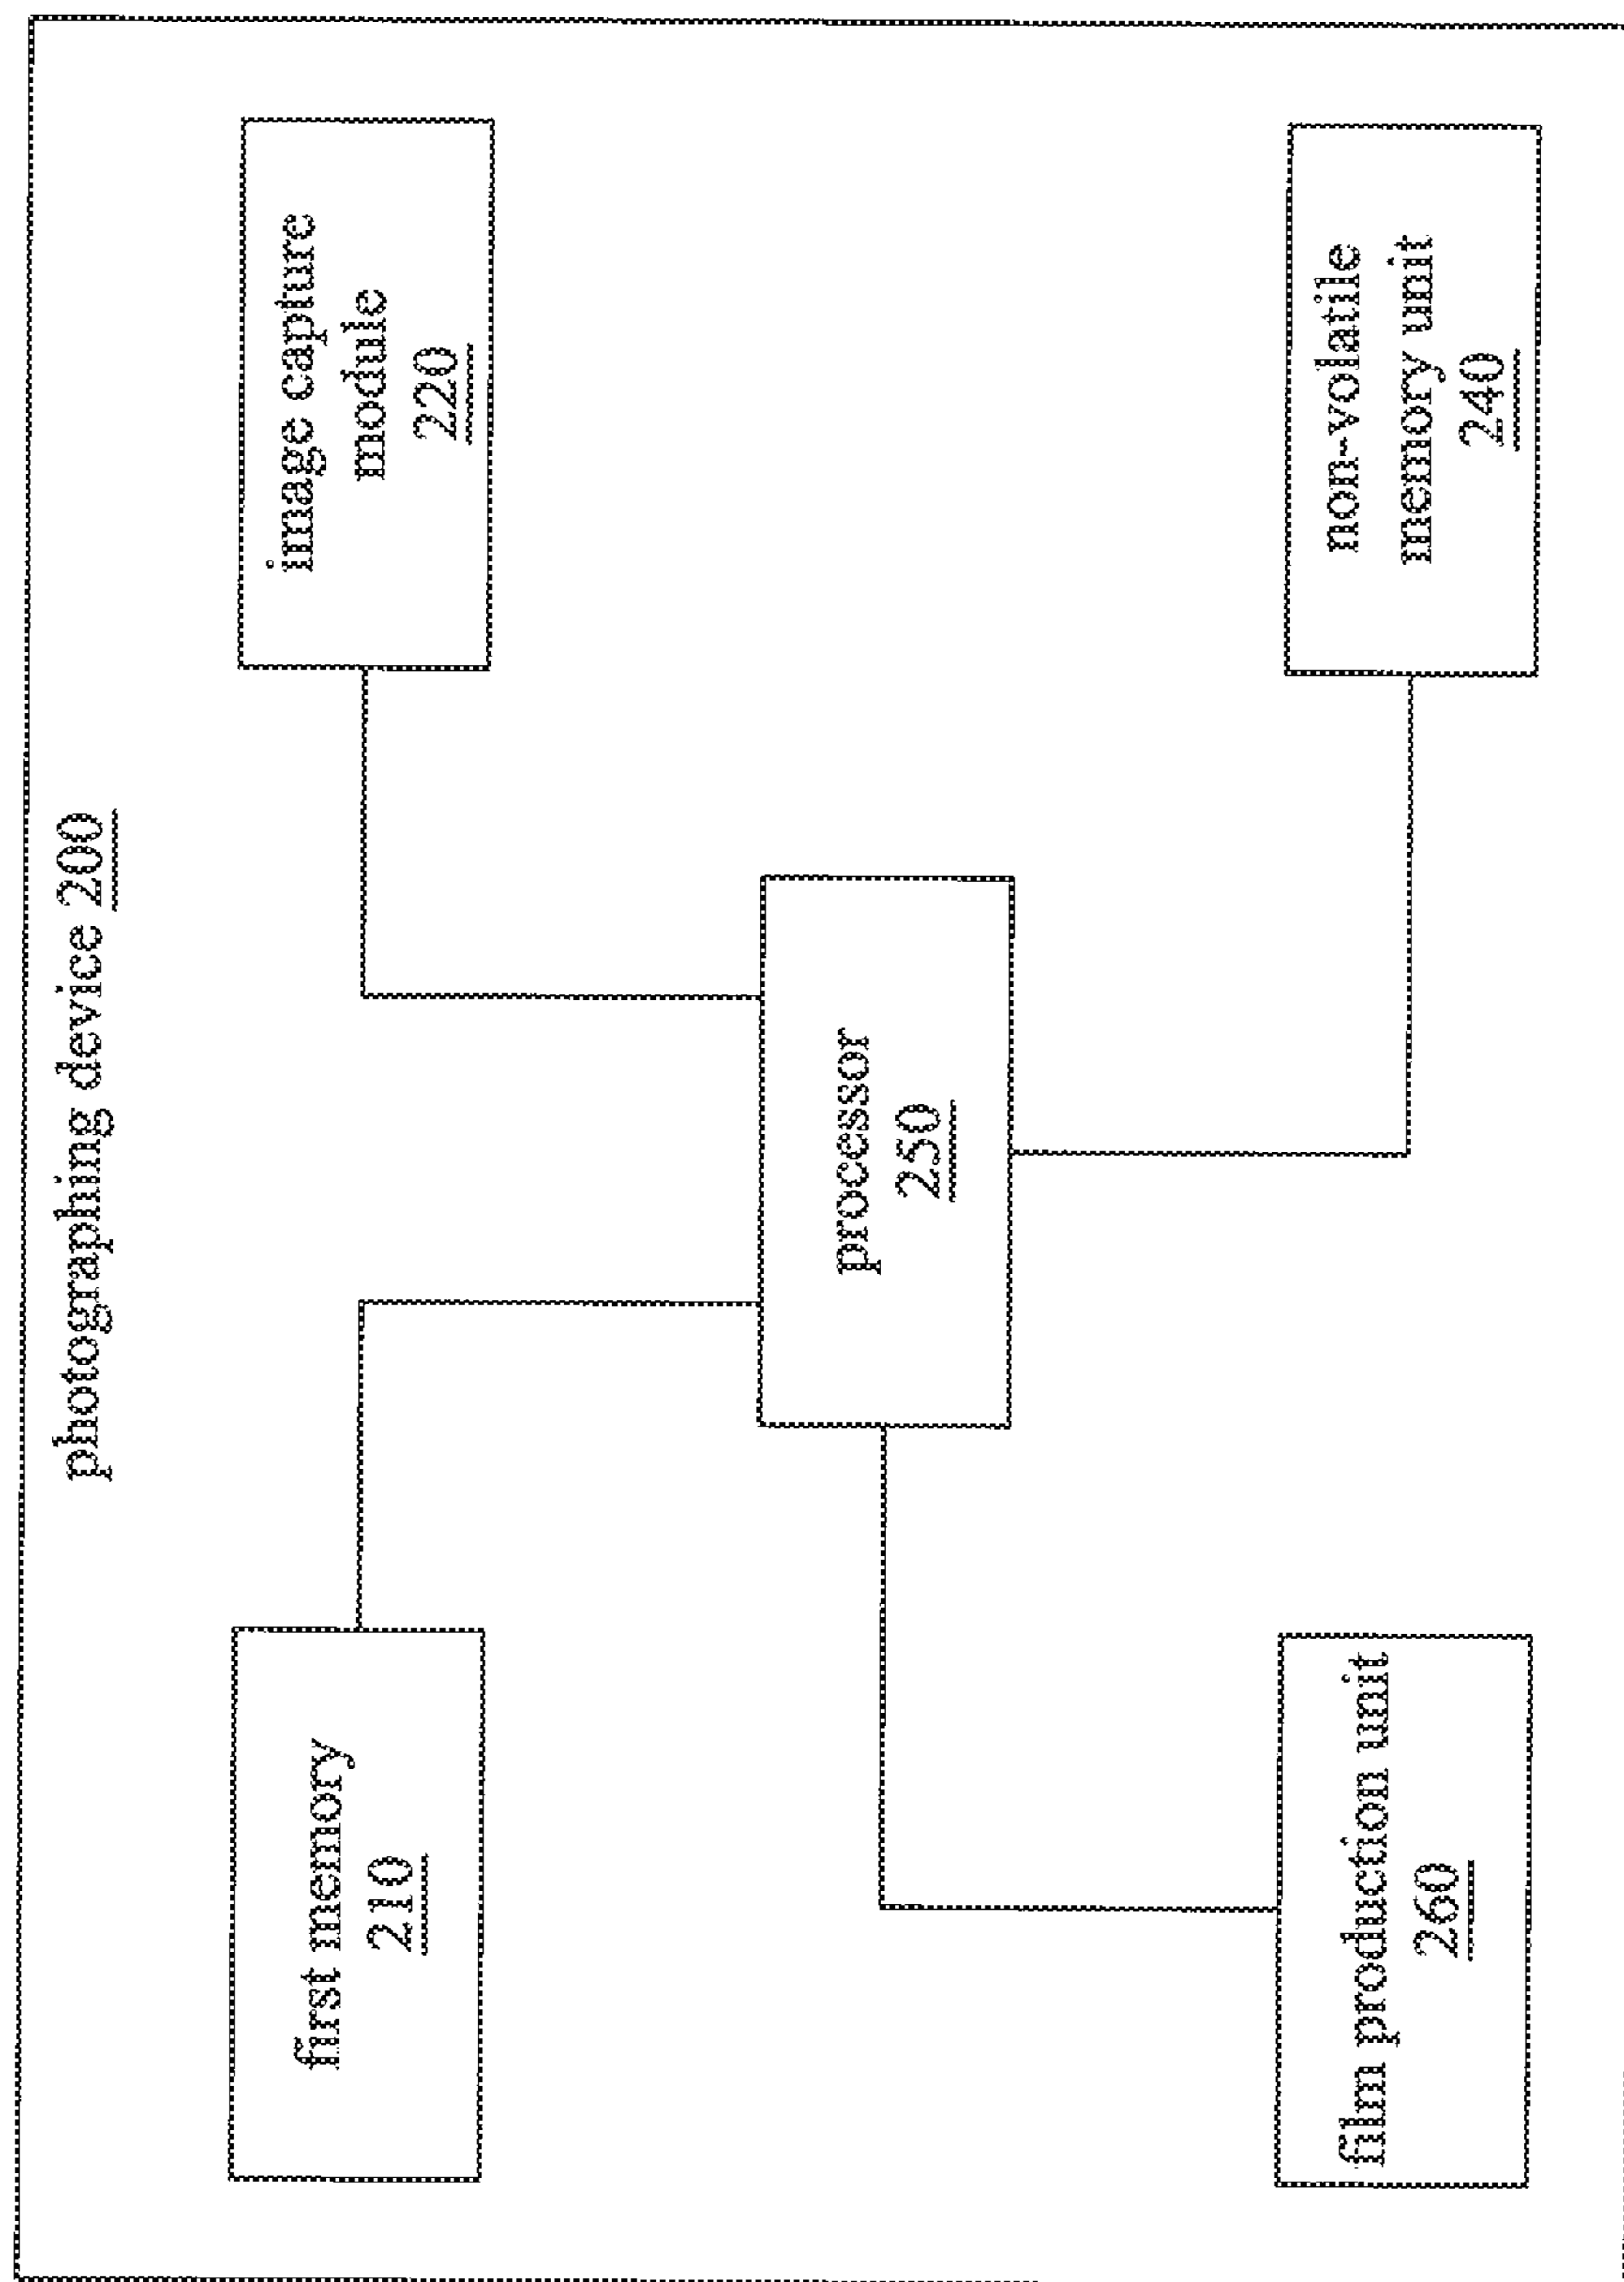 photographing device 200
first memory
210
image capture
module
220
processor
250
film production unit
260
non-volatile
memory unit
240